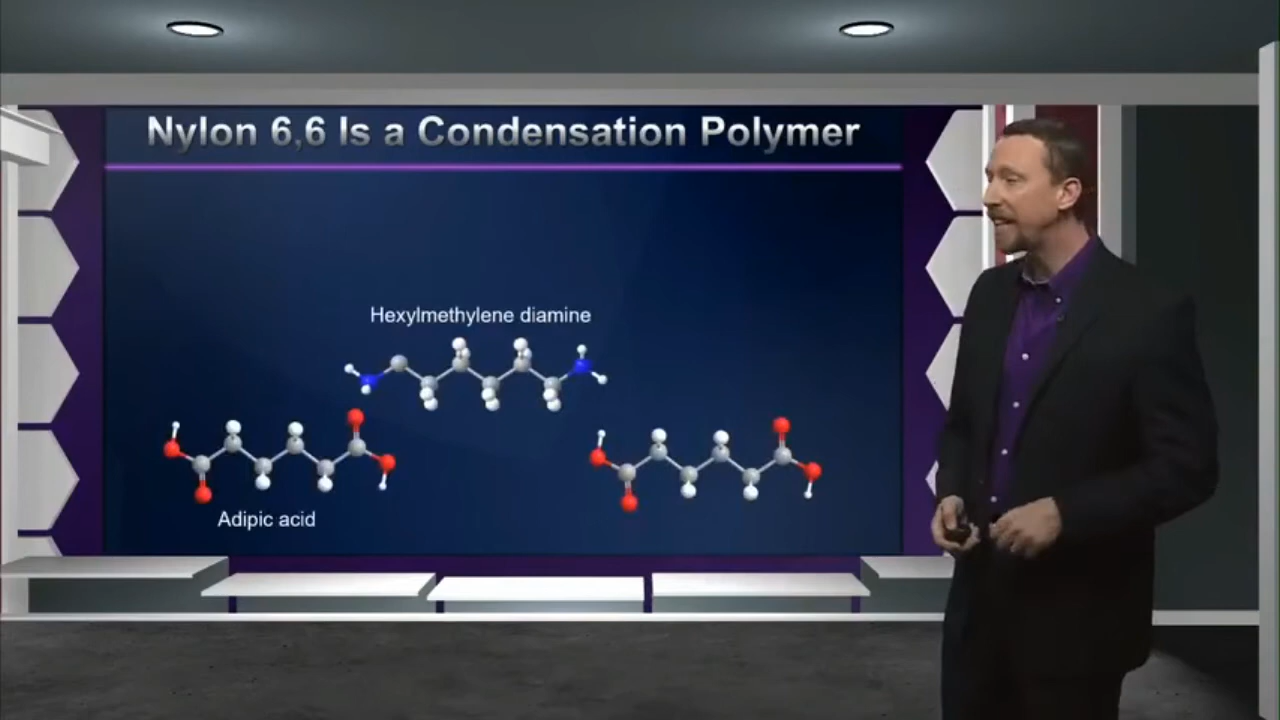 Nylon 6,6 Is a Condensation Polymer
Hexylmethylene diamine
Adipic acid